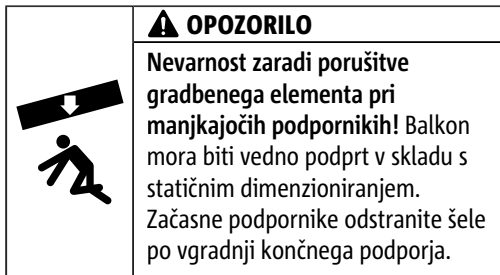 OPOZORILO
Nevarnost zaradi porušitve
gradbenega elementa pri
manjkajočih podpornikih! Balkon
mora biti vedno podprt v skladu s
statičnim dimenzioniranjem.
Začasne podpornike odstranite šele
po vgradnji končnega podporja.